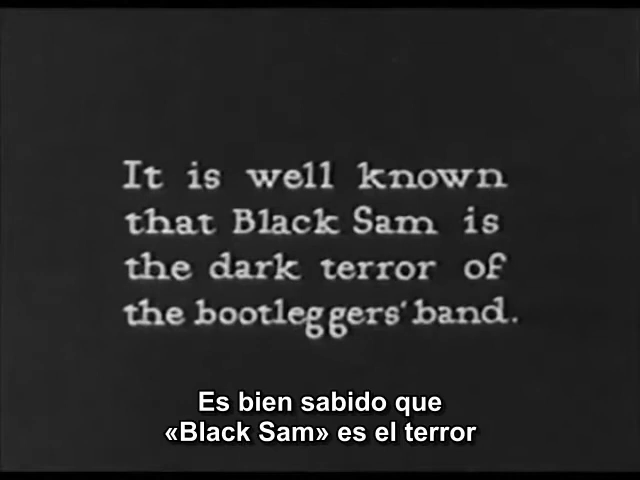 It is well known
that Black Sam is
the dark terror of
the bootleggers' band.
Es bien sabido que
«Black Sam» es el terror